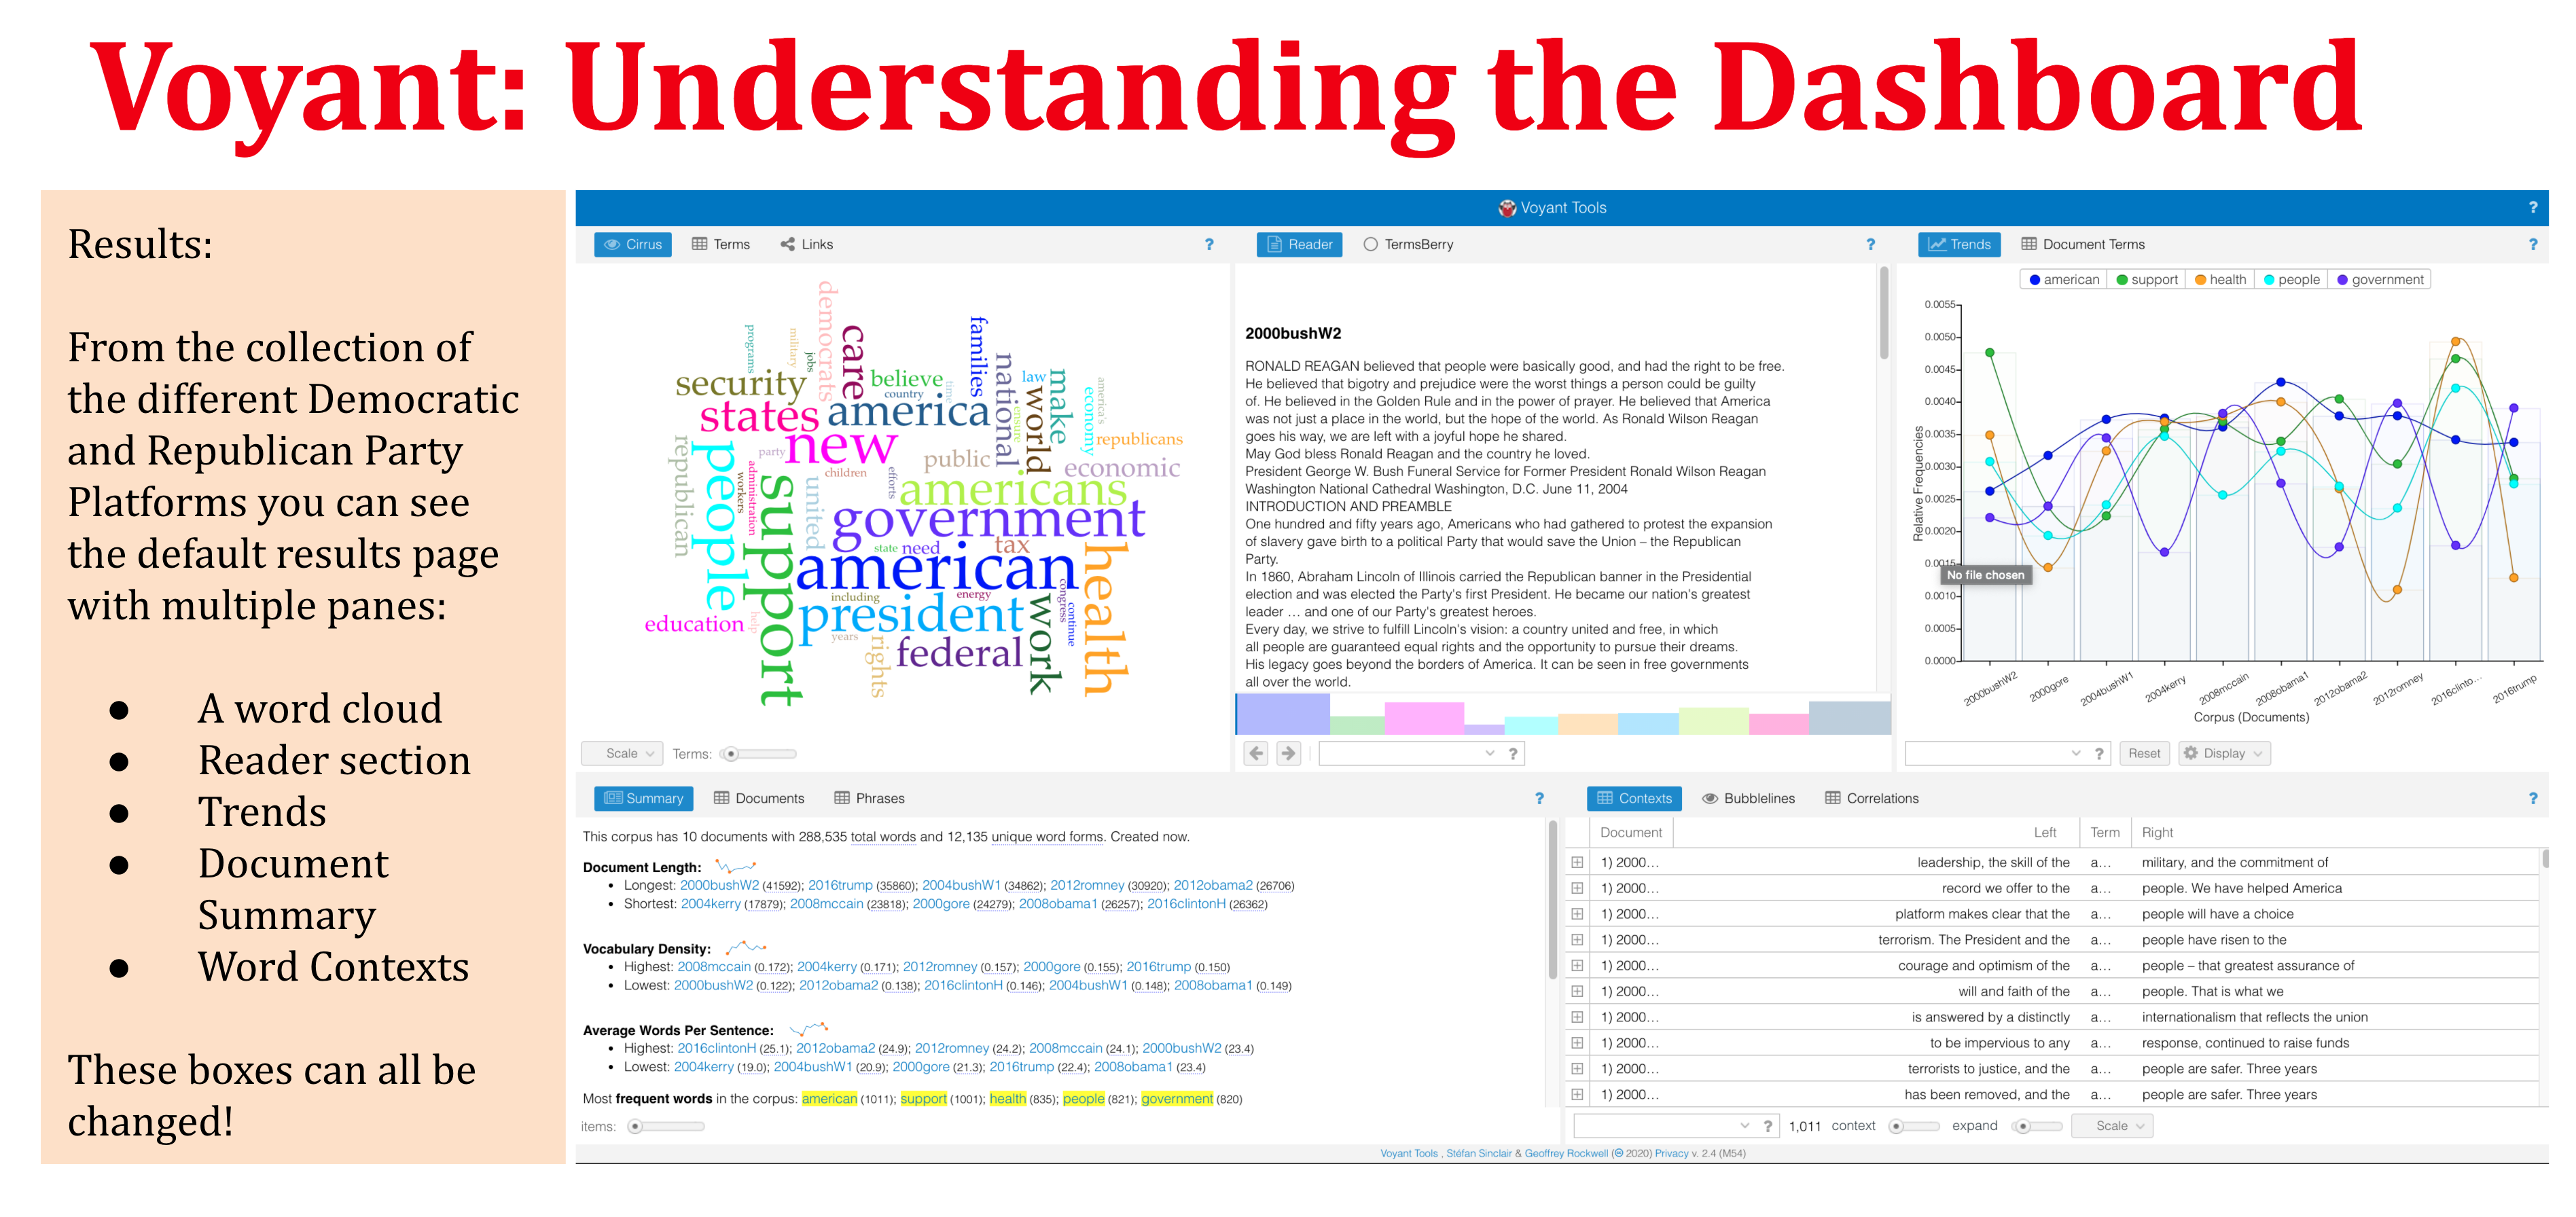 Voyant: Understanding the Dashboard
Results:
From the collection of
the different Democratic
and Republican Party
Platforms you can see
the default results page
with multiple panes:
● A word cloud
● Reader section
● Trends
● Document
Summary
● Word Contexts
These boxes can all be
changed!
Voyant Tools ?
Cirrus Terms Links ?
democrats
programs
military
jobs
care
families
security
believe
country
time
national
law
world
make
america's
economy
ensure
states
america
republicans
republican
people
party
new
children
public
economic
workers
administration
support
united
efforts
americans
government
state
need
tax
health
american
congress
continue
including
energy
president
work
education
help
years
rights
federal
Scale Terms:
Reader TermsBerry ?
2000bushW2
RONALD REAGAN believed that people were basically good, and had the right to be free.
He believed that bigotry and prejudice were the worst things a person could be guilty
of. He believed in the Golden Rule and in the power of prayer. He believed that America
was not just a place in the world, but the hope of the world. As Ronald Wilson Reagan
goes his way, we are left with a joyful hope he shared.
May God bless Ronald Reagan and the country he loved.
President George W. Bush Funeral Service for Former President Ronald Wilson Reagan
Washington National Cathedral Washington, D.C. June 11, 2004
INTRODUCTION AND PREAMBLE
One hundred and fifty years ago, Americans who had gathered to protest the expansion
of slavery gave birth to a political Party that would save the Union – the Republican
Party.
In 1860, Abraham Lincoln of Illinois carried the Republican banner in the Presidential
election and was elected the Party's first President. He became our nation's greatest
leader … and one of our Party's greatest heroes.
Every day, we strive to fulfill Lincoln's vision: a country united and free, in which
all people are guaranteed equal rights and the opportunity to pursue their dreams.
His legacy goes beyond the borders of America. It can be seen in free governments
all over the world.
?
Trends Document Terms ?
american support health people government
0.0055
0.0050
0.0045
0.0040
0.0035
0.0030
0.0025
0.0020
0.0015
0.0010
0.0005
0.0000
Relative Frequencies
No file chosen
2000bushW2
2000gore
2004bushW1
2004kerry
2008mccain
2008obama1
2012obama2
2012romney
2016clinto...
2016trump
Corpus (Documents)
? Reset Display
Summary Documents Phrases ?
This corpus has 10 documents with 288,535 total words and 12,135 unique word forms. Created now.
Document Length:
• Longest: 2000bushW2 (41592); 2016trump (35860); 2004bushW1 (34862); 2012romney (30920); 2012obama2 (26706)
• Shortest: 2004kerry (17879); 2008mccain (23818); 2000gore (24279); 2008obama1 (26257); 2016clintonH (26362)
Vocabulary Density:
• Highest: 2008mccain (0.172); 2004kerry (0.171); 2012romney (0.157); 2000gore (0.155); 2016trump (0.150)
• Lowest: 2000bushW2 (0.122); 2012obama2 (0.138); 2016clintonH (0.146); 2004bushW1 (0.148); 2008obama1 (0.149)
Average Words Per Sentence:
• Highest: 2016clintonH (25.1); 2012obama2 (24.9); 2012romney (24.2); 2008mccain (24.1); 2000bushW2 (23.4)
• Lowest: 2004kerry (19.0); 2004bushW1 (20.9); 2000gore (21.3); 2016trump (22.4); 2008obama1 (23.4)
Most frequent words in the corpus: american (1011); support (1001); health (835); people (821); government (820)
items:
Contexts Bubblelines Correlations ?
Document Left Term Right
1) 2000... leadership, the skill of the a... military, and the commitment of
1) 2000... record we offer to the a... people. We have helped America
1) 2000... platform makes clear that the a... people will have a choice
1) 2000... terrorism. The President and the a... people have risen to the
1) 2000... courage and optimism of the a... people – that greatest assurance of
1) 2000... will and faith of the a... people. That is what we
1) 2000... is answered by a distinctly a... internationalism that reflects the union
1) 2000... to be impervious to any a... response, continued to raise funds
1) 2000... terrorists to justice, and the a... people are safer. Three years
1) 2000... has been removed, and the a... people are safer. Three years
? 1,011 context expand Scale
Voyant Tools , Stéfan Sinclair & Geoffrey Rockwell (© 2020) Privacy v. 2.4 (M54)